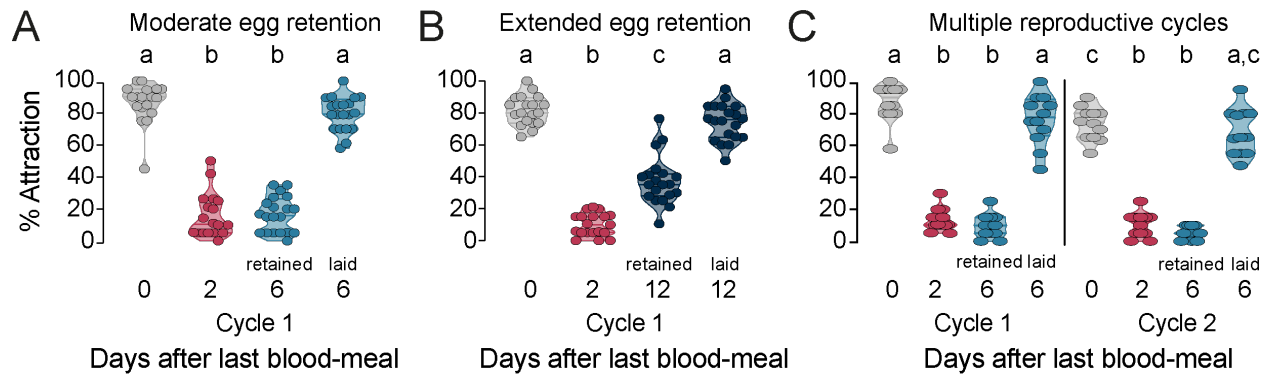 A Moderate egg retention
a b b a
% Attraction
100
80
60
40
20
0
retained laid
0 2 6 6
Cycle 1
Days after last blood-meal
B Extended egg retention
a b c a
100
80
60
40
20
0
retained laid
0 2 12 12
Cycle 1
Days after last blood-meal
C Multiple reproductive cycles
a b b a c b b a,c
100
80
60
40
20
0
retained laid retained laid
0 2 6 6 0 2 6 6
Cycle 1 Cycle 2
Days after last blood-meal